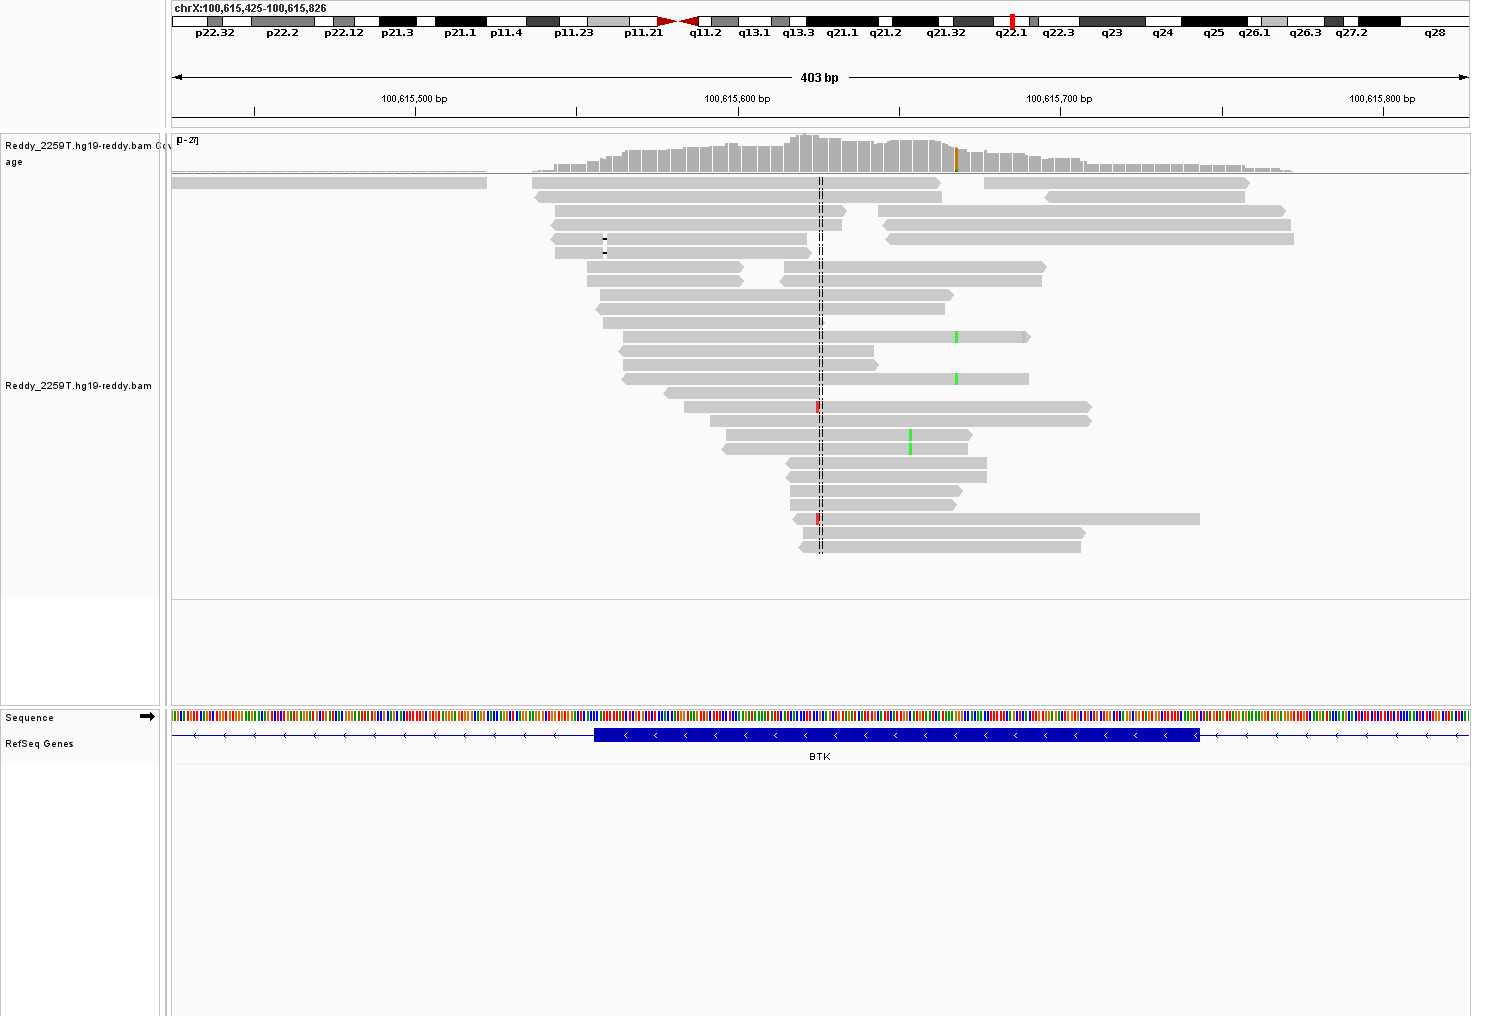 chrX:100,615,425-100,615,826
p22.32 p22.2 p22.12 p21.3 p21.1 p11.4 p11.23 p11.21 q11.2 q13.1 q13.3 q21.1 q21.2 q21.32 q22.1 q22.3 q23 q24 q25 q26.1 q26.3 q27.2 q28
403 bp
100,615,500 bp 100,615,600 bp 100,615,700 bp 100,615,800 bp
[0 - 27]
Reddy_2259T.hg19-reddy.bam
age
Reddy_2259T.hg19-reddy.bam
Sequence
RefSeq Genes
BTK